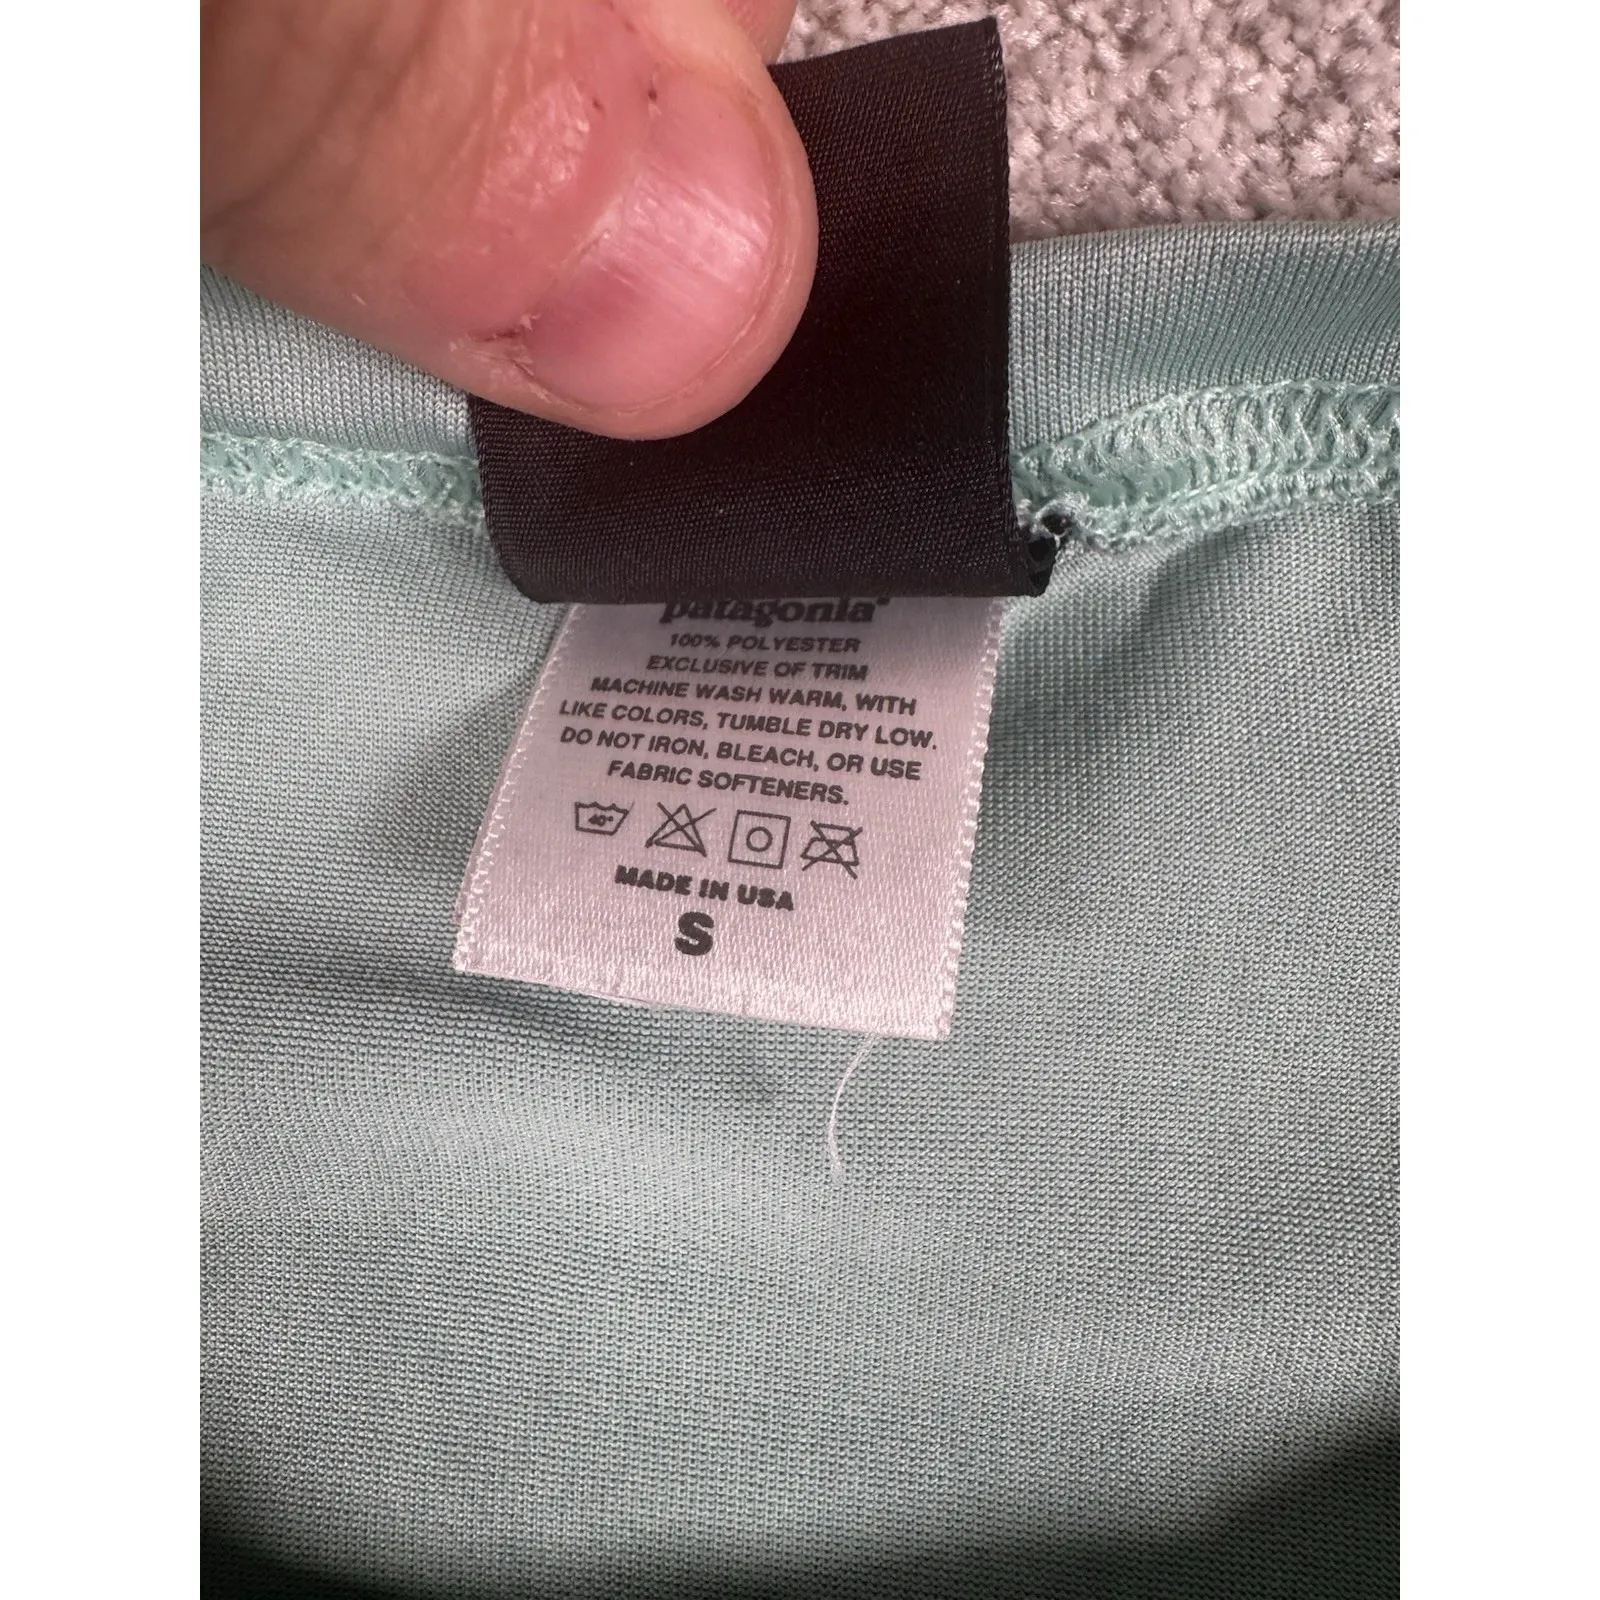 patagonia®
100% POLYESTER
EXCLUSIVE OF TRIM
MACHINE WASH WARM, WITH
LIKE COLORS, TUMBLE DRY LOW.
DO NOT IRON, BLEACH, OR USE
FABRIC SOFTENERS.
40°
MADE IN USA
S